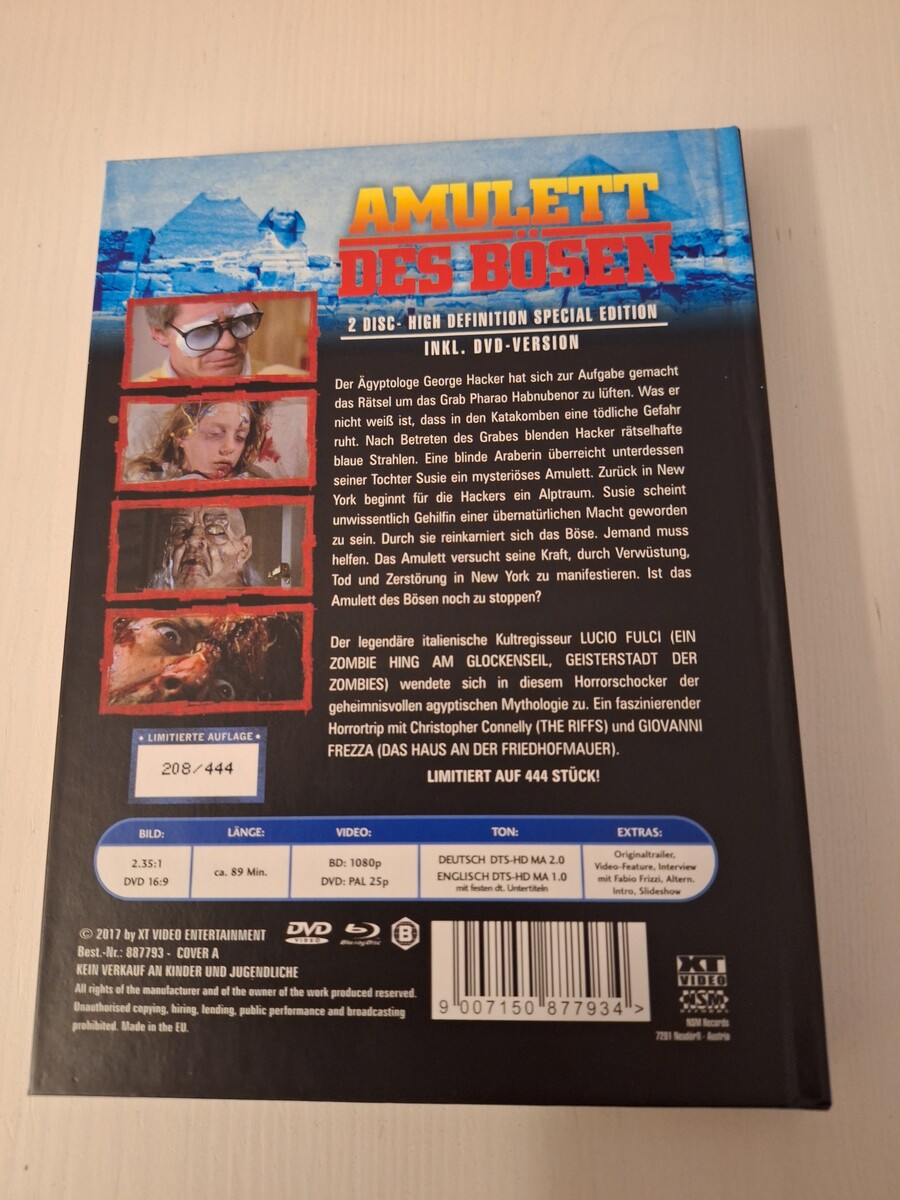 AMULETT
DES BÖSEN
2 DISC- HIGH DEFINITION SPECIAL EDITION
INKL. DVD-VERSION
Der Ägyptologe George Hacker hat sich zur Aufgabe gemacht
das Rätsel um das Grab Pharao Habnubenor zu lüften. Was er
nicht weiß ist, dass in den Katakomben eine tödliche Gefahr
ruht. Nach Betreten des Grabes blenden Hacker rätselhafte
blaue Strahlen. Eine blinde Araberin überreicht unterdessen
seiner Tochter Susie ein mysteriöses Amulett. Zurück in New
York beginnt für die Hackers ein Alptraum. Susie scheint
unwissentlich Gehilfin einer übernatürlichen Macht geworden
zu sein. Durch sie reinkarniert sich das Böse. Jemand muss
helfen. Das Amulett versucht seine Kraft, durch Verwüstung,
Tod und Zerstörung in New York zu manifestieren. Ist das
Amulett des Bösen noch zu stoppen?
Der legendäre italienische Kultregisseur LUCIO FULCI (EIN
ZOMBIE HING AM GLOCKENSEIL, GEISTERSTADT DER
ZOMBIES) wendete sich in diesem Horrorschocker der
geheimnisvollen agyptischen Mythologie zu. Ein faszinierender
Horrortrip mit Christopher Connelly (THE RIFFS) und GIOVANNI
FREZZA (DAS HAUS AN DER FRIEDHOFMAUER).
LIMITIERT AUF 444 STÜCK!
• LIMITIERTE AUFLAGE •
208/444
BILD: LÄNGE: VIDEO: TON: EXTRAS:
2.35:1
DVD 16:9
ca. 89 Min.
BD: 1080p
DVD: PAL 25p
DEUTSCH DTS-HD MA 2.0
ENGLISCH DTS-HD MA 1.0
mit festen dt. Untertiteln
Originaltrailer,
Video-Feature, Interview
mit Fabio Frizzi, Altern.
Intro, Slideshow
© 2017 by XT VIDEO ENTERTAINMENT
Best.-Nr.: 887793 - COVER A
KEIN VERKAUF AN KINDER UND JUGENDLICHE
All rights of the manufacturer and of the owner of the work produced reserved.
Unauthorised copying, hiring, lending, public performance and broadcasting
prohibited. Made in the EU.
DVD VIDEO
Blu-ray Disc
B
9 007150 877934 >
XT
VIDEO
NSM
RECORDS
NSM Records
7201 Neudörfl - Austria